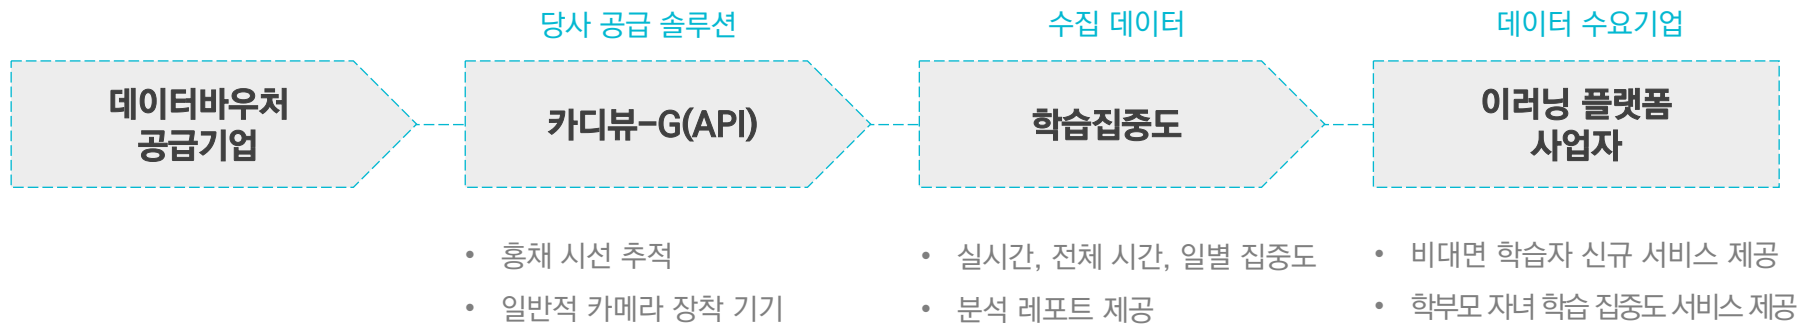 당사 공급 솔루션
수집 데이터
데이터 수요기업
데이터바우처
공급기업
카디뷰-G(API)
학습집중도
이러닝 플랫폼
사업자
• 홍채 시선 추적
• 일반적 카메라 장착 기기
• 실시간, 전체 시간, 일별 집중도
• 분석 레포트 제공
• 비대면 학습자 신규 서비스 제공
• 학부모 자녀 학습 집중도 서비스 제공